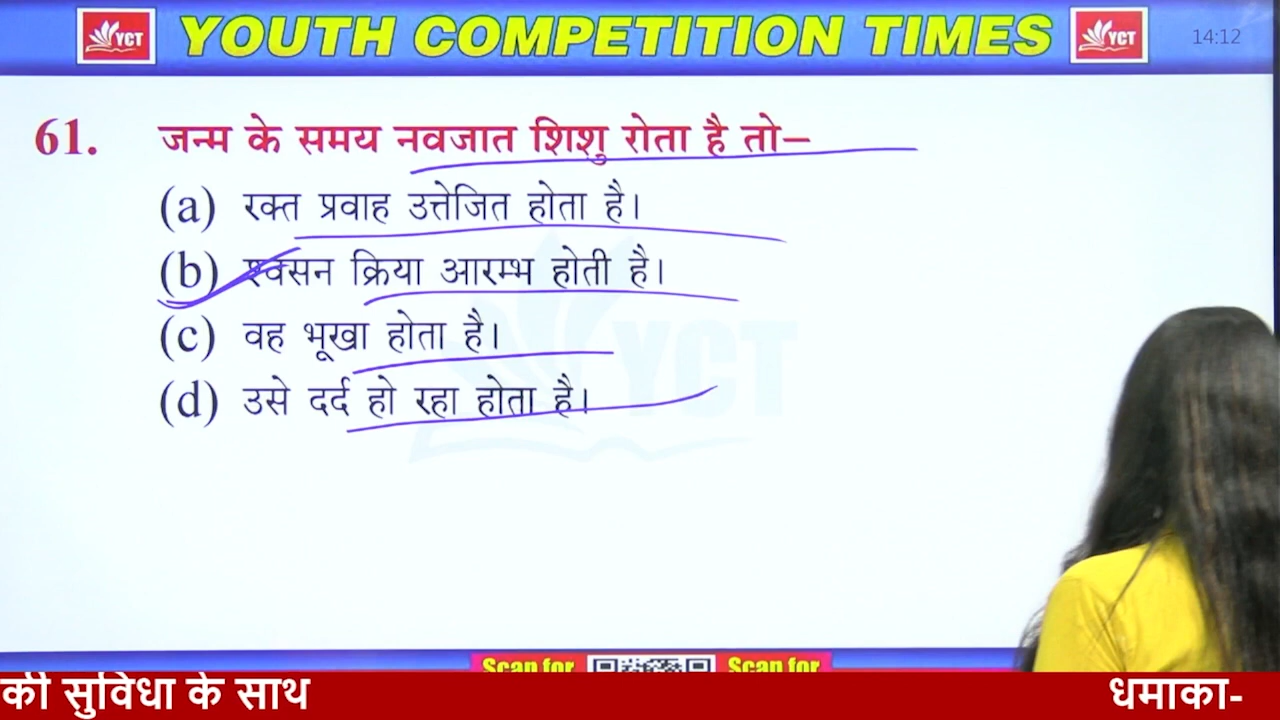 YCT YOUTH COMPETITION TIMES YCT 14:12
61. जन्म के समय नवजात शिशु रोता है तो–
(a) रक्त प्रवाह उत्तेजित होता है।
(b) श्वसन क्रिया आरम्भ होती है।
(c) वह भूखा होता है।
(d) उसे दर्द हो रहा होता है।
YCT
Scan for Scan for
की सुविधा के साथ धमाका-